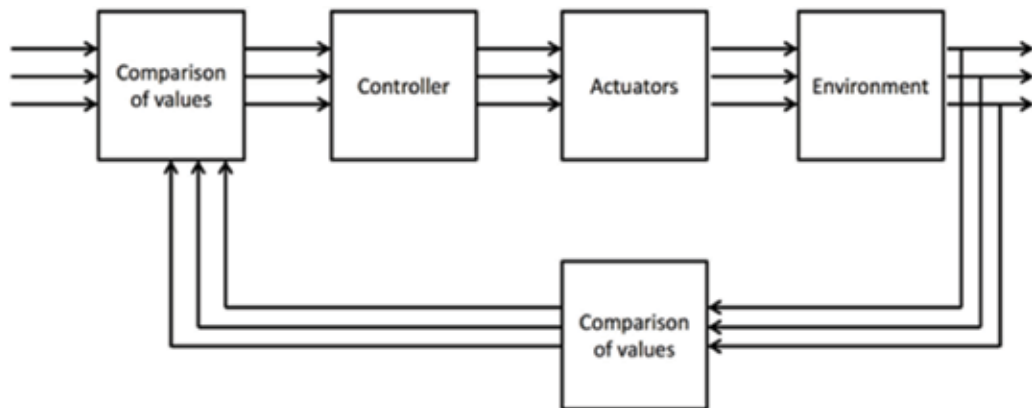 Comparison
of values
Controller
Actuators
Environment
Comparison
of values